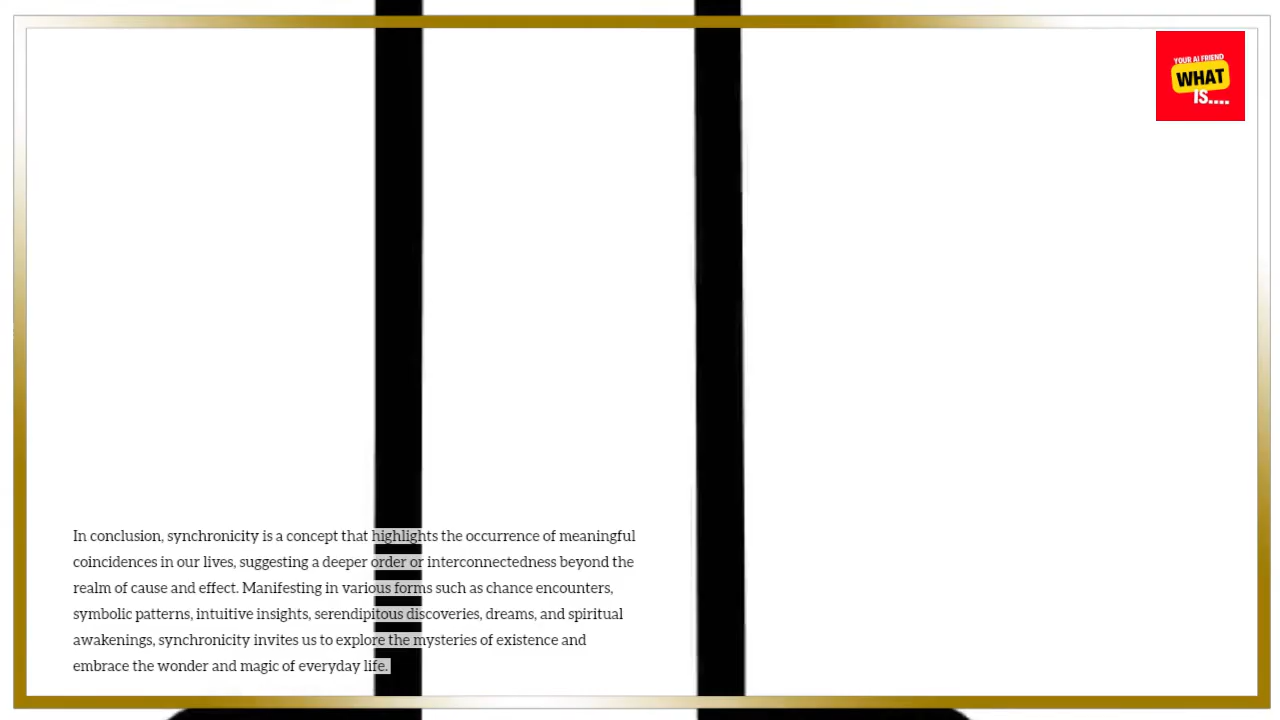 YOUR AI FRIEND
WHAT
IS....
In conclusion, synchronicity is a concept that highlights the occurrence of meaningful
coincidences in our lives, suggesting a deeper order or interconnectedness beyond the
realm of cause and effect. Manifesting in various forms such as chance encounters,
symbolic patterns, intuitive insights, serendipitous discoveries, dreams, and spiritual
awakenings, synchronicity invites us to explore the mysteries of existence and
embrace the wonder and magic of everyday life.